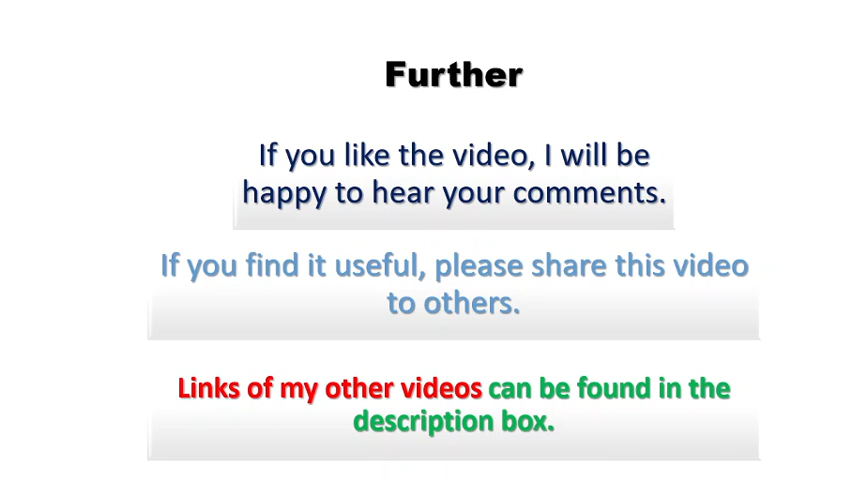 Further
If you like the video, I will be
happy to hear your comments.
If you find it useful, please share this video
to others.
Links of my other videos can be found in the
description box.